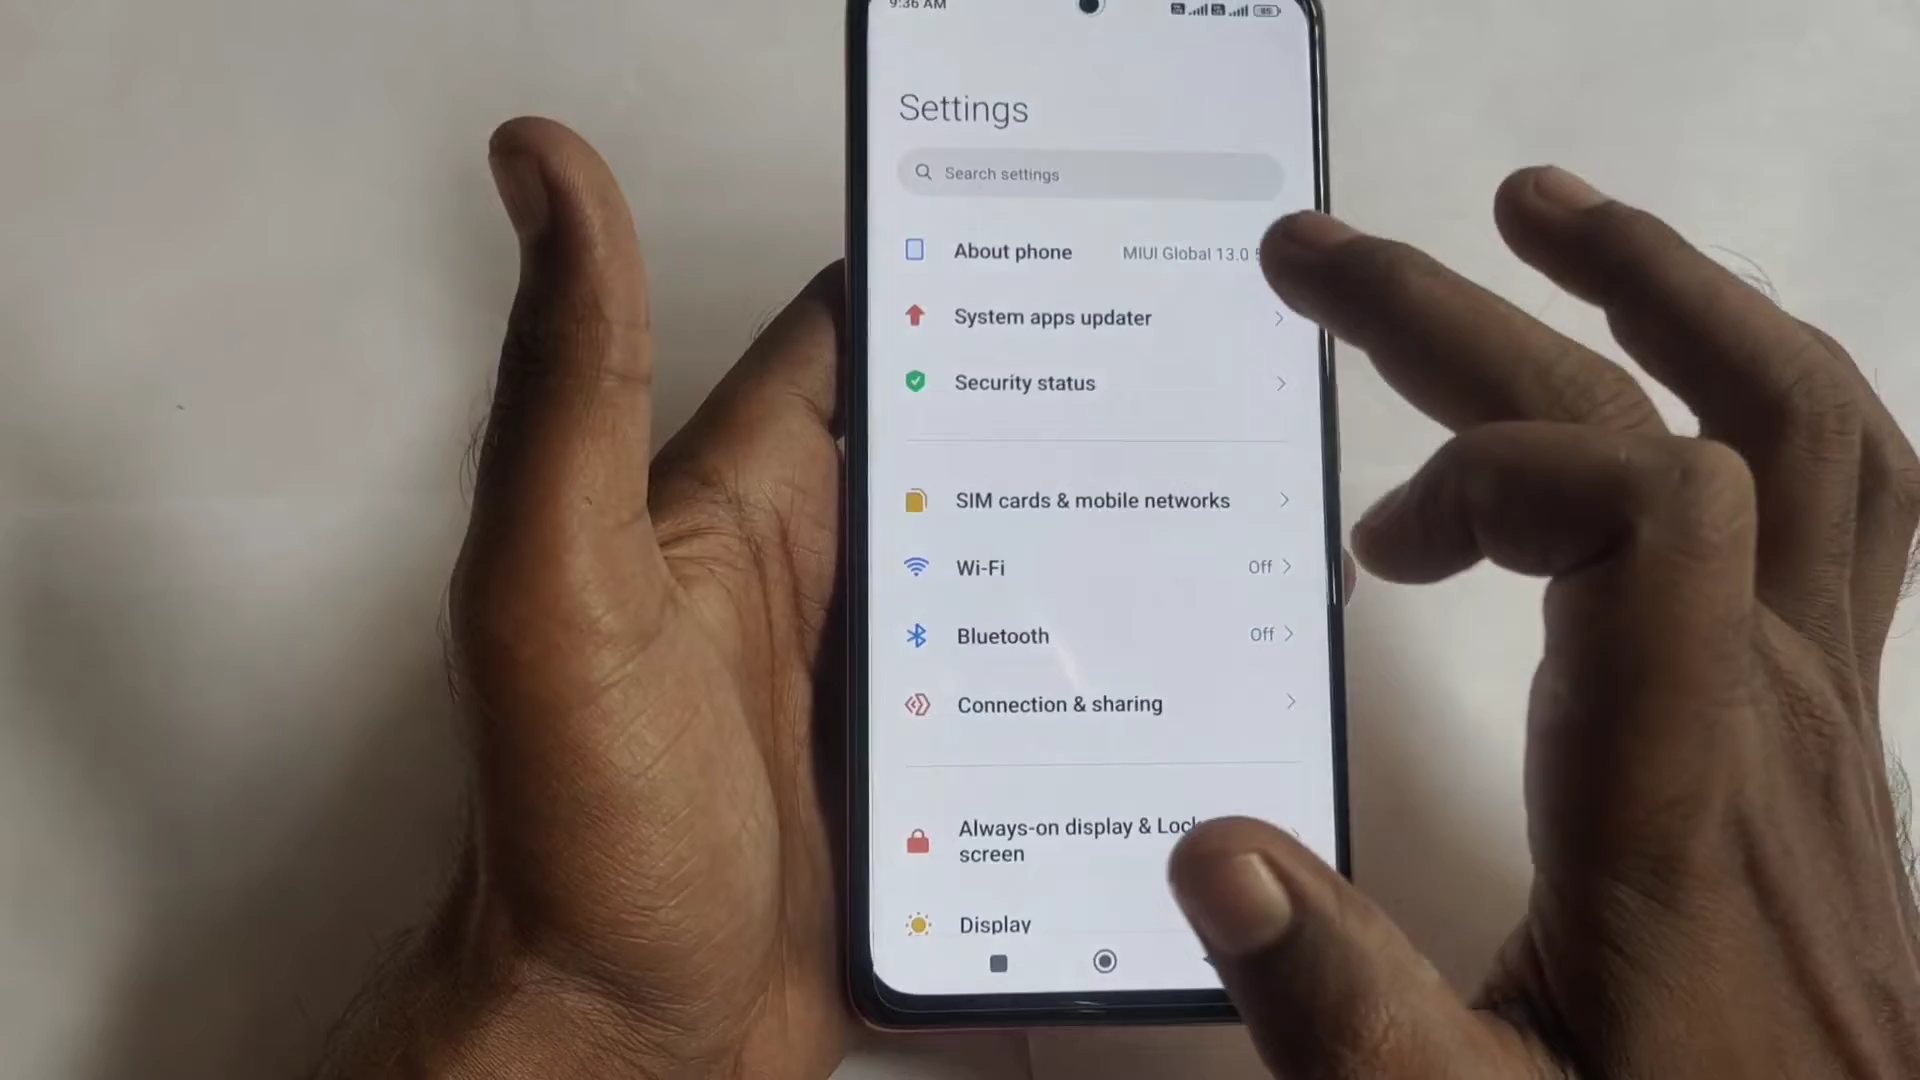 9:36 AM
85
Settings
Search settings
About phone
MIUI Global 13.0
System apps updater
Security status
SIM cards & mobile networks
Wi-Fi
Off
Bluetooth
Off
Connection & sharing
Always-on display & Lock
screen
Display